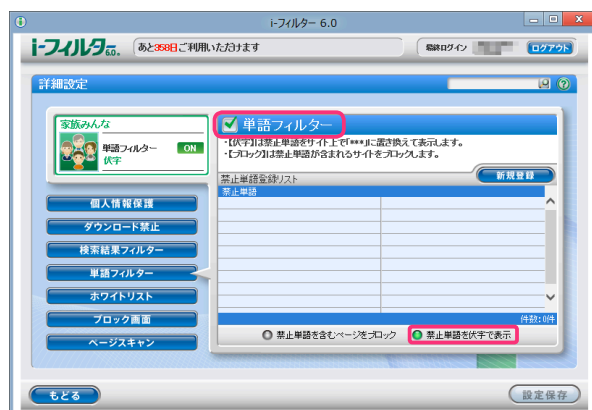 i-フィルター 6.0
i-フィルター 6.0.
あと358日ご利用いただけます
最終ログイン
ログアウト
詳細設定
家族みんな
単語フィルター ON
伏字
個人情報保護
ダウンロード禁止
検索結果フィルター
単語フィルター
ホワイトリスト
ブロック画面
ページスキャン
単語フィルター
・【伏字】は禁止単語をサイト上で「***」に置き換えて表示します。
・【ブロック】は禁止単語が含まれるサイトをブロックします。
禁止単語登録リスト
新規登録
禁止単語
件数:0件
禁止単語を含むページをブロック
禁止単語を伏字で表示
もどる
設定保存